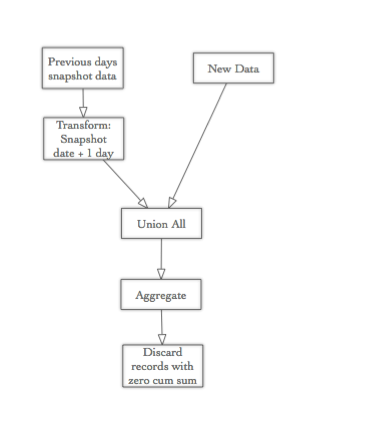 Previous days
snapshot data
New Data
Transform:
Snapshot
date + 1 day
Union All
Aggregate
Discard
records with
zero cum sum